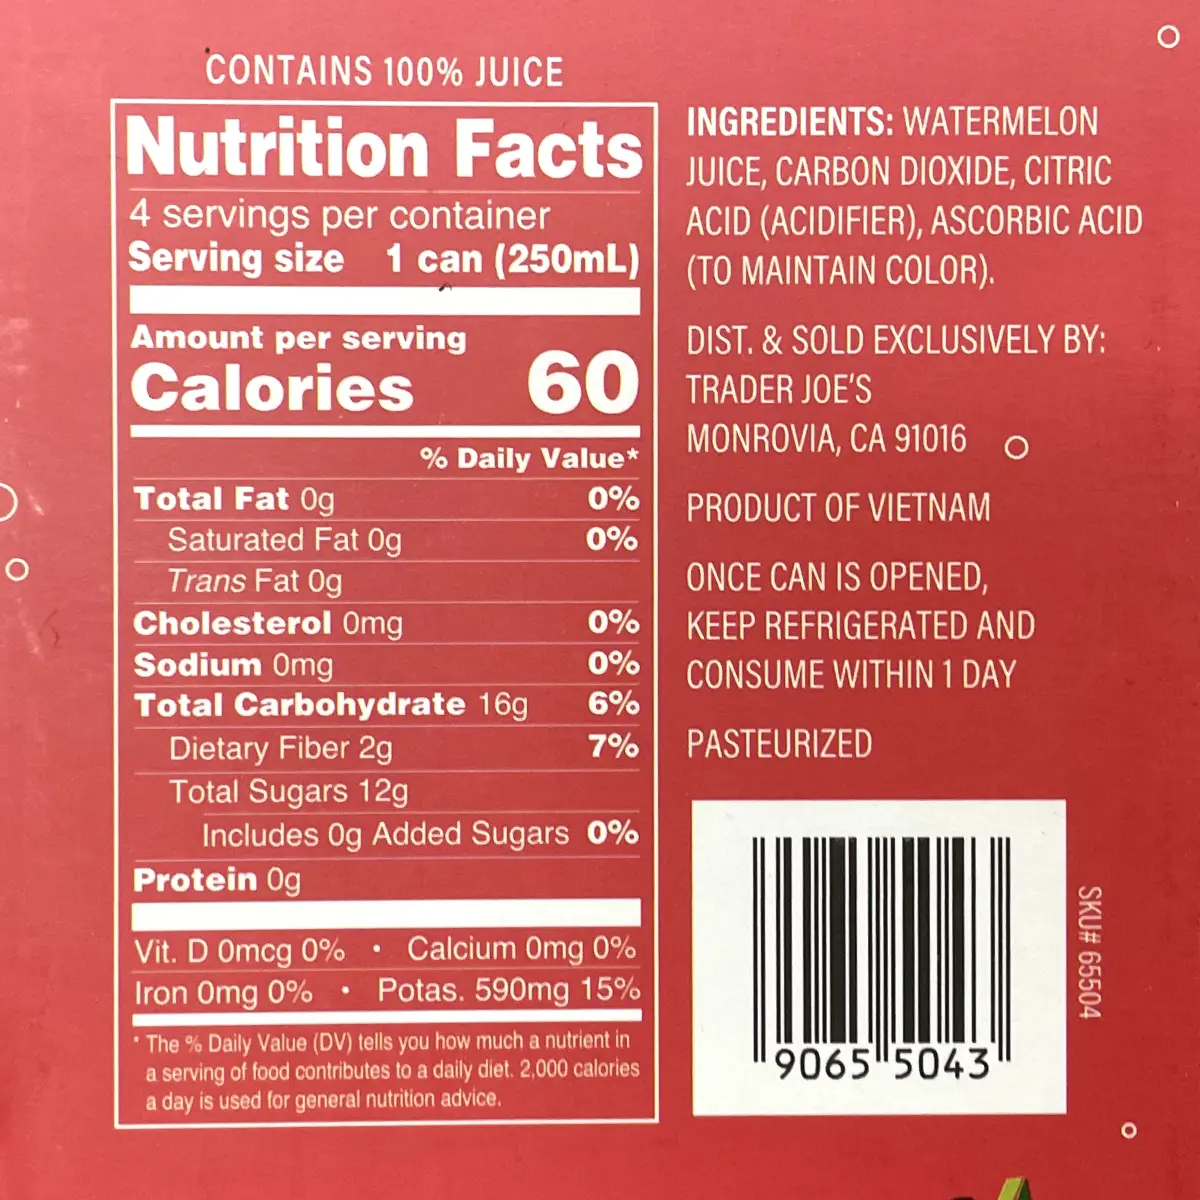 CONTAINS 100% JUICE
Nutrition Facts
4 servings per container
Serving size 1 can (250mL)
Amount per serving
Calories 60
% Daily Value*
Total Fat 0g 0%
Saturated Fat 0g 0%
Trans Fat 0g
Cholesterol 0mg 0%
Sodium 0mg 0%
Total Carbohydrate 16g 6%
Dietary Fiber 2g 7%
Total Sugars 12g
Includes 0g Added Sugars 0%
Protein 0g
Vit. D 0mcg 0% • Calcium 0mg 0%
Iron 0mg 0% • Potas. 590mg 15%
* The % Daily Value (DV) tells you how much a nutrient in
a serving of food contributes to a daily diet. 2,000 calories
a day is used for general nutrition advice.
INGREDIENTS: WATERMELON
JUICE, CARBON DIOXIDE, CITRIC
ACID (ACIDIFIER), ASCORBIC ACID
(TO MAINTAIN COLOR).
DIST. & SOLD EXCLUSIVELY BY:
TRADER JOE'S
MONROVIA, CA 91016
PRODUCT OF VIETNAM
ONCE CAN IS OPENED,
KEEP REFRIGERATED AND
CONSUME WITHIN 1 DAY
PASTEURIZED
9065 5043
SKU# 65504